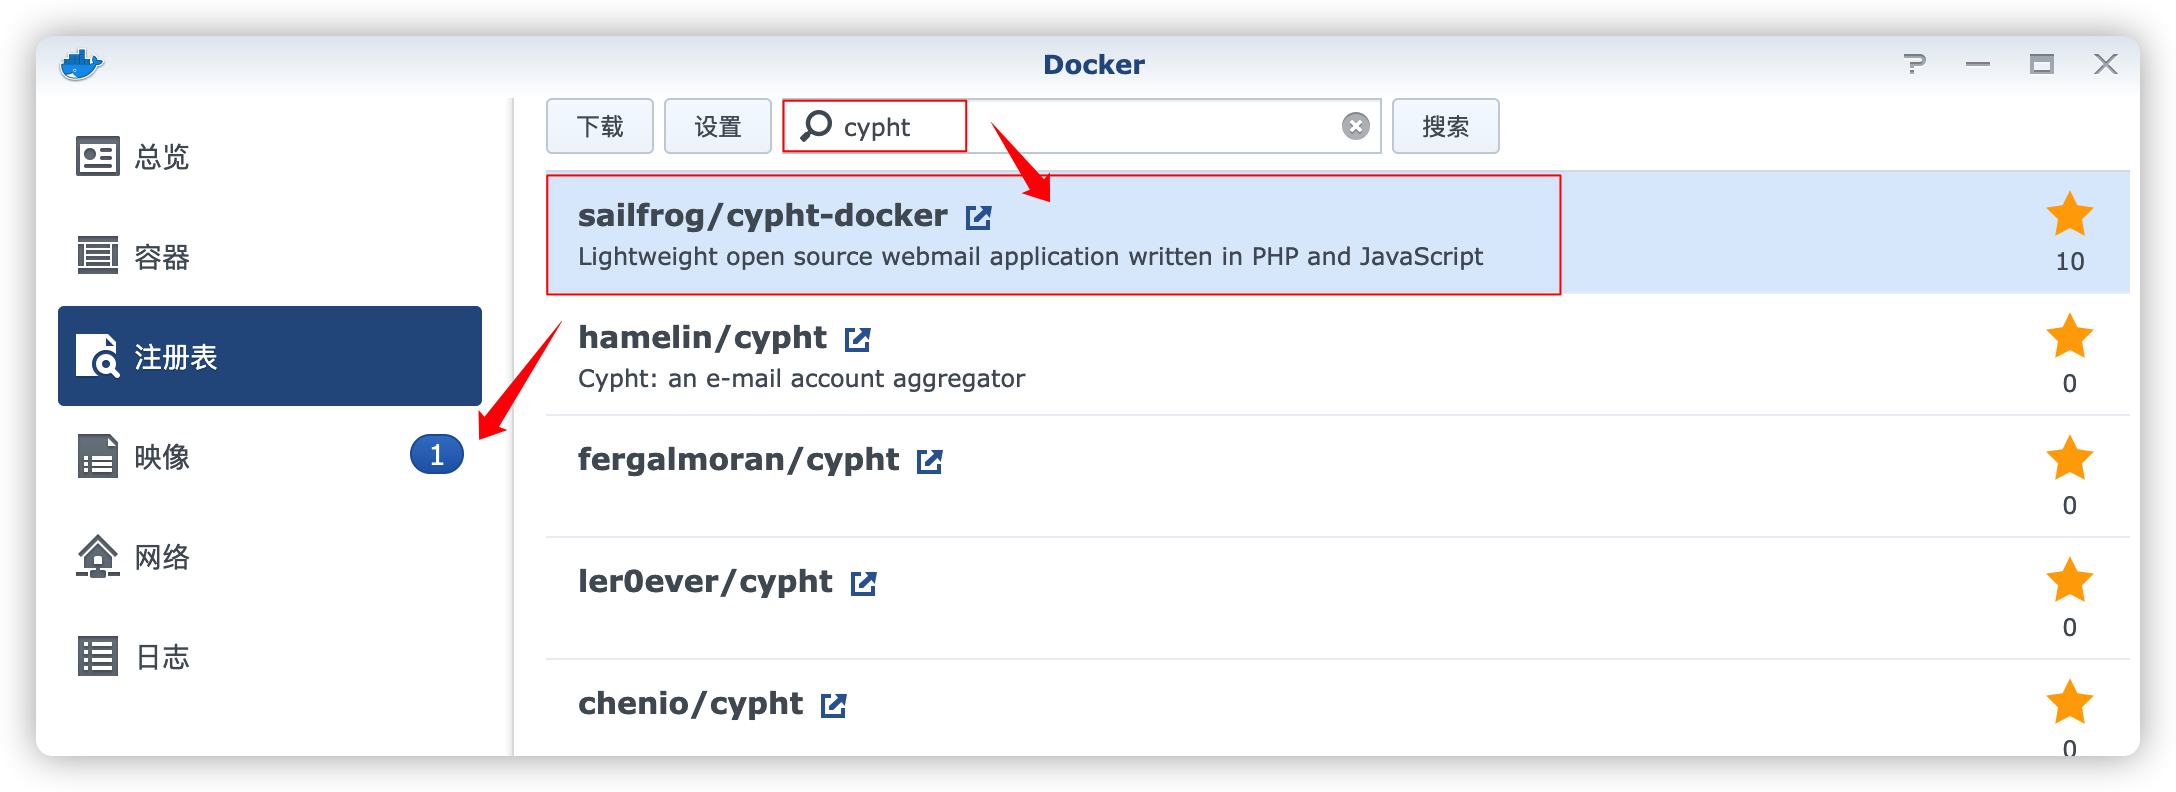 Docker
总览
容器
注册表
映像
1
网络
日志
下载
设置
cypht
搜索
sailfrog/cypht-docker
Lightweight open source webmail application written in PHP and JavaScript
10
hamelin/cypht
Cypht: an e-mail account aggregator
0
fergalmoran/cypht
0
ler0ever/cypht
0
chenio/cypht
0